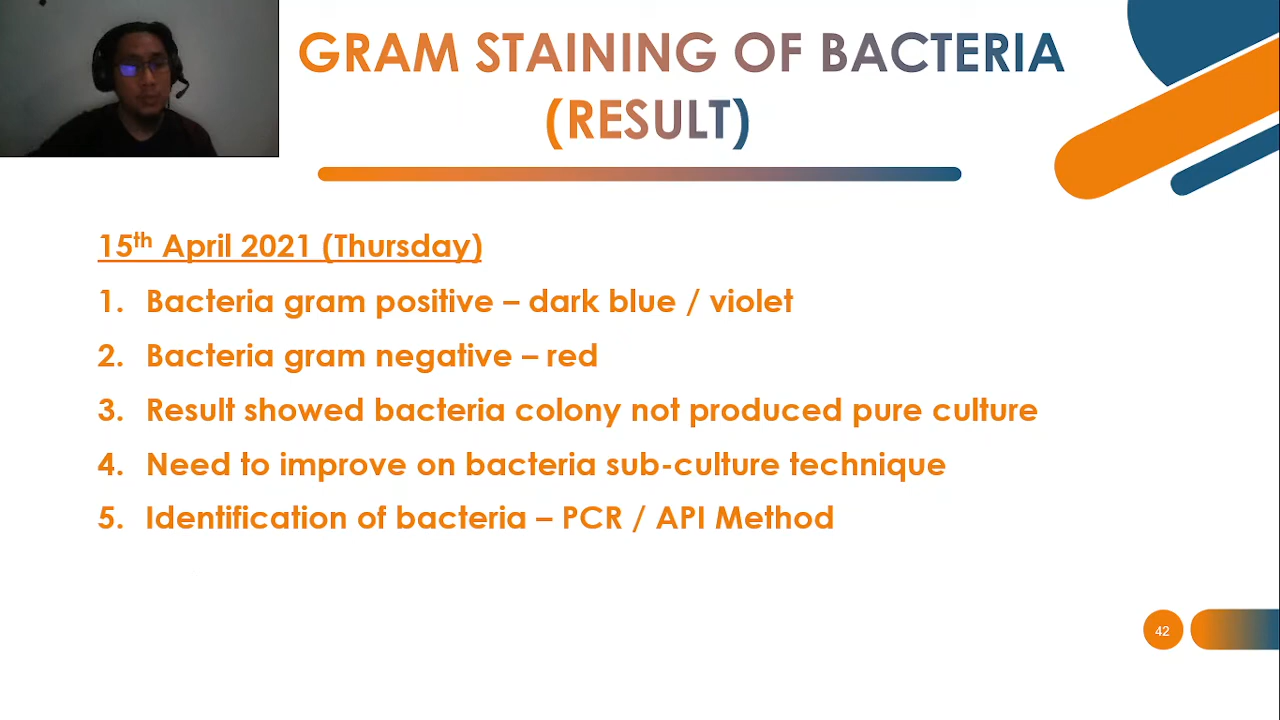 GRAM STAINING OF BACTERIA
(RESULT)
15th April 2021 (Thursday)
1. Bacteria gram positive – dark blue / violet
2. Bacteria gram negative – red
3. Result showed bacteria colony not produced pure culture
4. Need to improve on bacteria sub-culture technique
5. Identification of bacteria – PCR / API Method
42